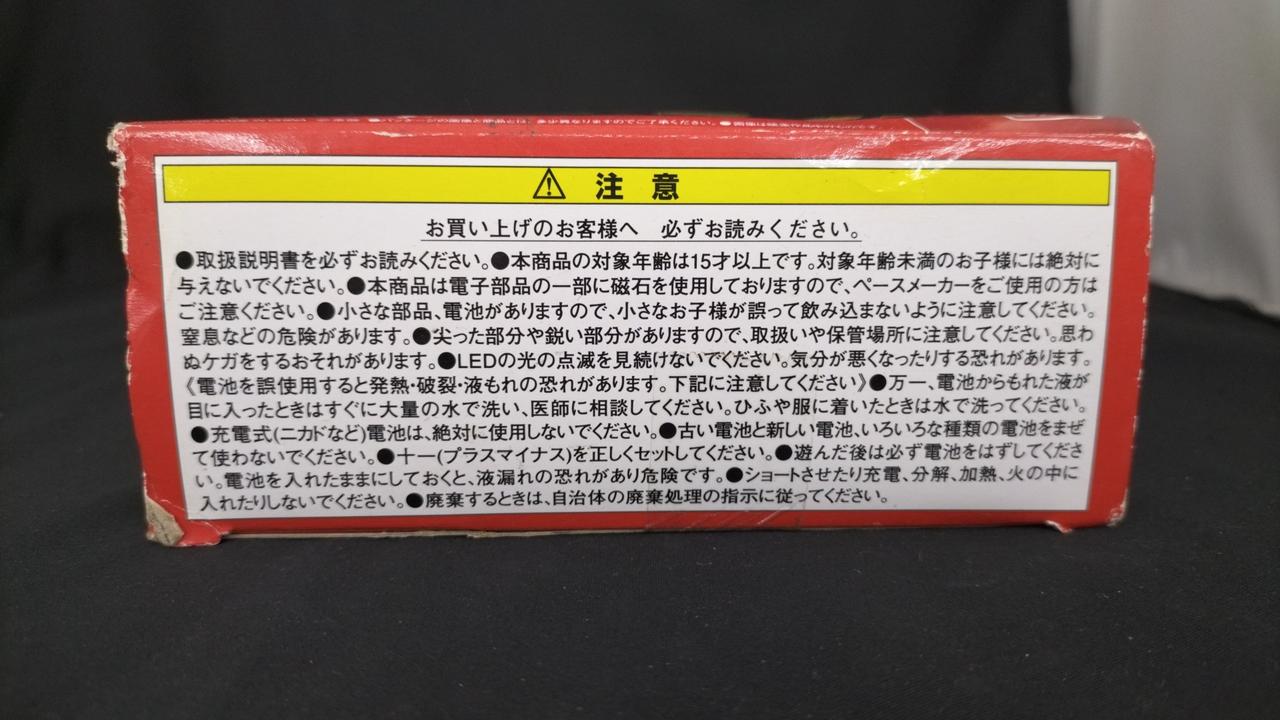 多少異なりますのでご了承ください。●画像は
⚠ 注意
お買い上げのお客様へ 必ずお読みください。
●取扱説明書を必ずお読みください。●本商品の対象年齢は15才以上です。対象年齢未満のお子様には絶対に
与えないでください。●本商品は電子部品の一部に磁石を使用しておりますので、ペースメーカーをご使用の方は
ご注意ください。●小さな部品、電池がありますので、小さなお子様が誤って飲み込まないように注意してください。
窒息などの危険があります。●尖った部分や鋭い部分がありますので、取扱いや保管場所に注意してください。思わ
ぬケガをするおそれがあります。●LEDの光の点滅を見続けないでください。気分が悪くなったりする恐れがあります。
《電池を誤使用すると発熱・破裂・液もれの恐れがあります。下記に注意してください》●万一、電池からもれた液が
目に入ったときはすぐに大量の水で洗い、医師に相談してください。ひふや服に着いたときは水で洗ってください。
●充電式(ニカドなど)電池は、絶対に使用しないでください。●古い電池と新しい電池、いろいろな種類の電池をまぜ
て使わないでください。●十一(プラスマイナス)を正しくセットしてください。●遊んだ後は必ず電池をはずしてくださ
い。電池を入れたままにしておくと、液漏れの恐れがあり危険です。●ショートさせたり充電、分解、加熱、火の中に
入れたりしないでください。●廃棄するときは、自治体の廃棄処理の指示に従ってください。